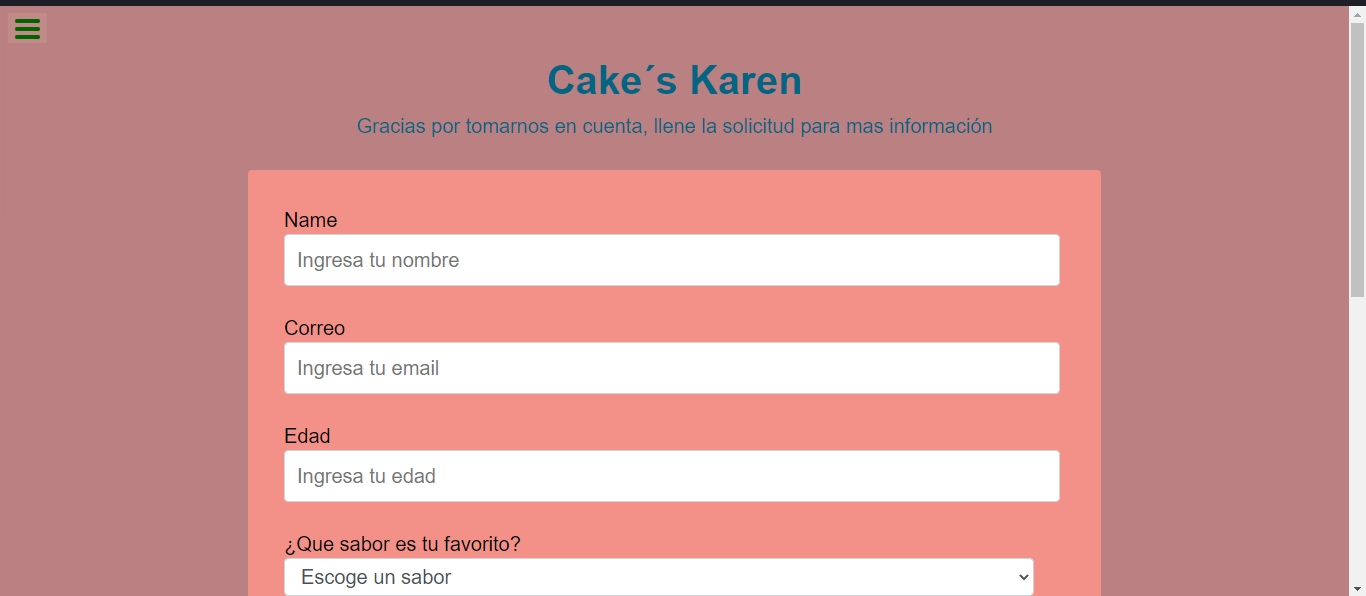 Cake´s Karen
Gracias por tomarnos en cuenta, llene la solicitud para mas información
Name
Ingresa tu nombre
Correo
Ingresa tu email
Edad
Ingresa tu edad
¿Que sabor es tu favorito?
Escoge un sabor